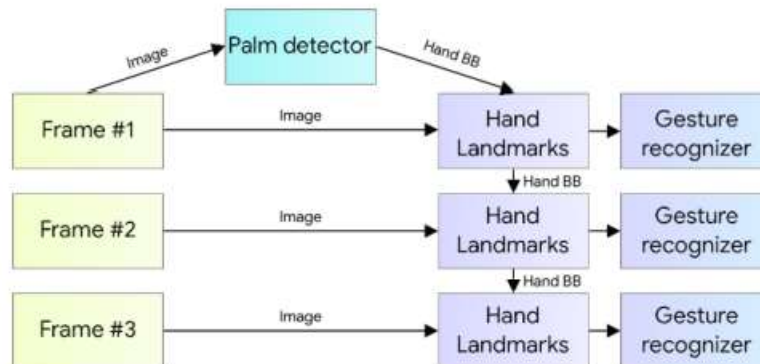 Palm detector
Image
Hand BB
Frame #1
Image
Hand
Landmarks
Gesture
recognizer
Hand BB
Frame #2
Image
Hand
Landmarks
Gesture
recognizer
Hand BB
Frame #3
Image
Hand
Landmarks
Gesture
recognizer